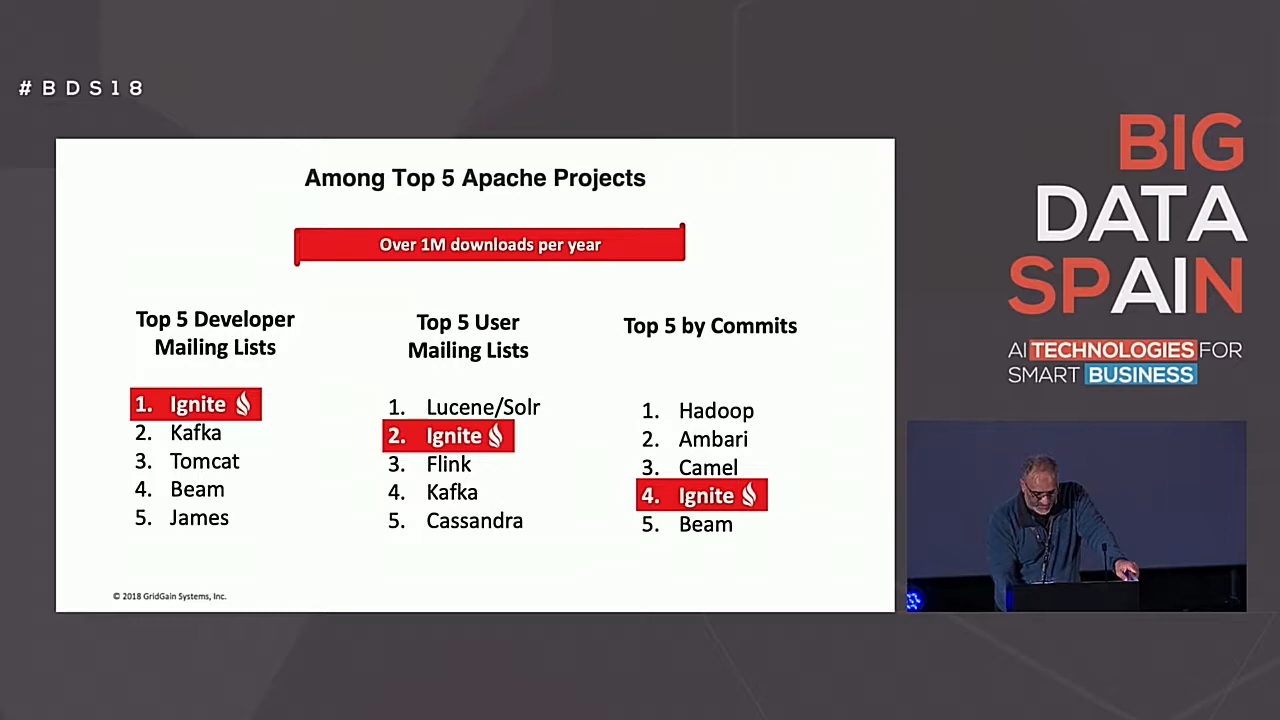 #BDS18
Among Top 5 Apache Projects
Over 1M downloads per year
Top 5 Developer
Mailing Lists
1. Ignite
2. Kafka
3. Tomcat
4. Beam
5. James
Top 5 User
Mailing Lists
1. Lucene/Solr
2. Ignite
3. Flink
4. Kafka
5. Cassandra
Top 5 by Commits
1. Hadoop
2. Ambari
3. Camel
4. Ignite
5. Beam
© 2018 GridGain Systems, Inc.
BIG
DATA
SPAIN
AI TECHNOLOGIES FOR
SMART BUSINESS